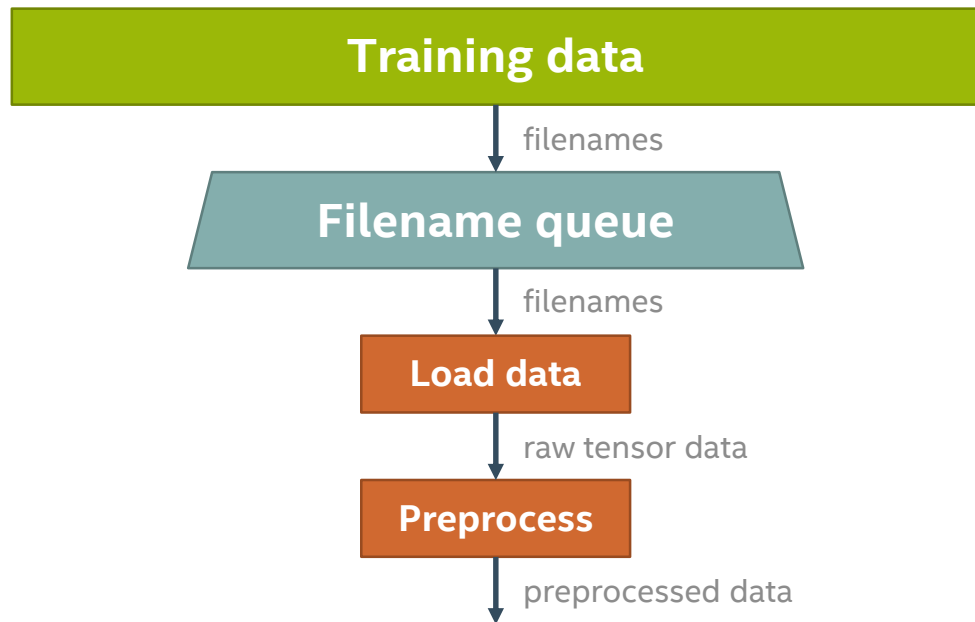 Training data
filenames
Filename queue
filenames
Load data
raw tensor data
Preprocess
preprocessed data